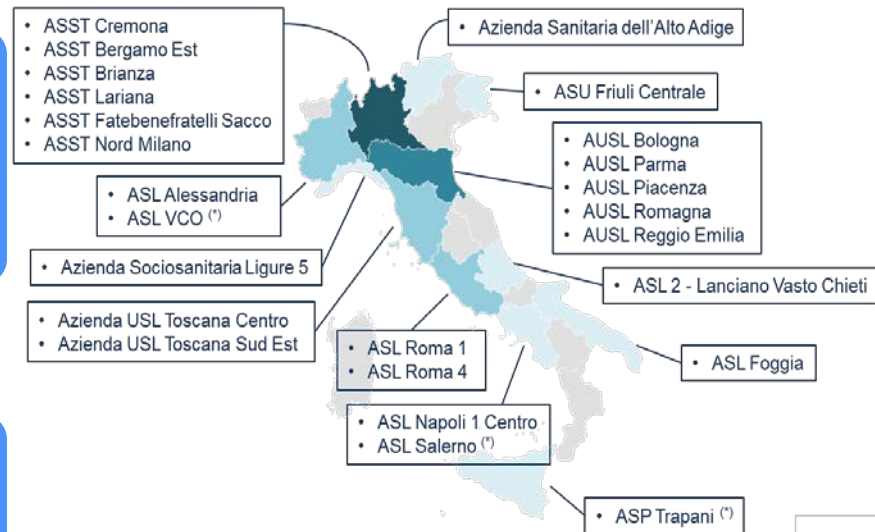 • ASST Cremona
• ASST Bergamo Est
• ASST Brianza
• ASST Lariana
• ASST Fatebenefratelli Sacco
• ASST Nord Milano
• Azienda Sanitaria dell'Alto Adige
• ASU Friuli Centrale
• AUSL Bologna
• AUSL Parma
• AUSL Piacenza
• AUSL Romagna
• AUSL Reggio Emilia
• ASL Alessandria
• ASL VCO (*)
• Azienda Sociosanitaria Ligure 5
• ASL 2 - Lanciano Vasto Chieti
• Azienda USL Toscana Centro
• Azienda USL Toscana Sud Est
• ASL Roma 1
• ASL Roma 4
• ASL Foggia
• ASL Napoli 1 Centro
• ASL Salerno (*)
• ASP Trapani (*)